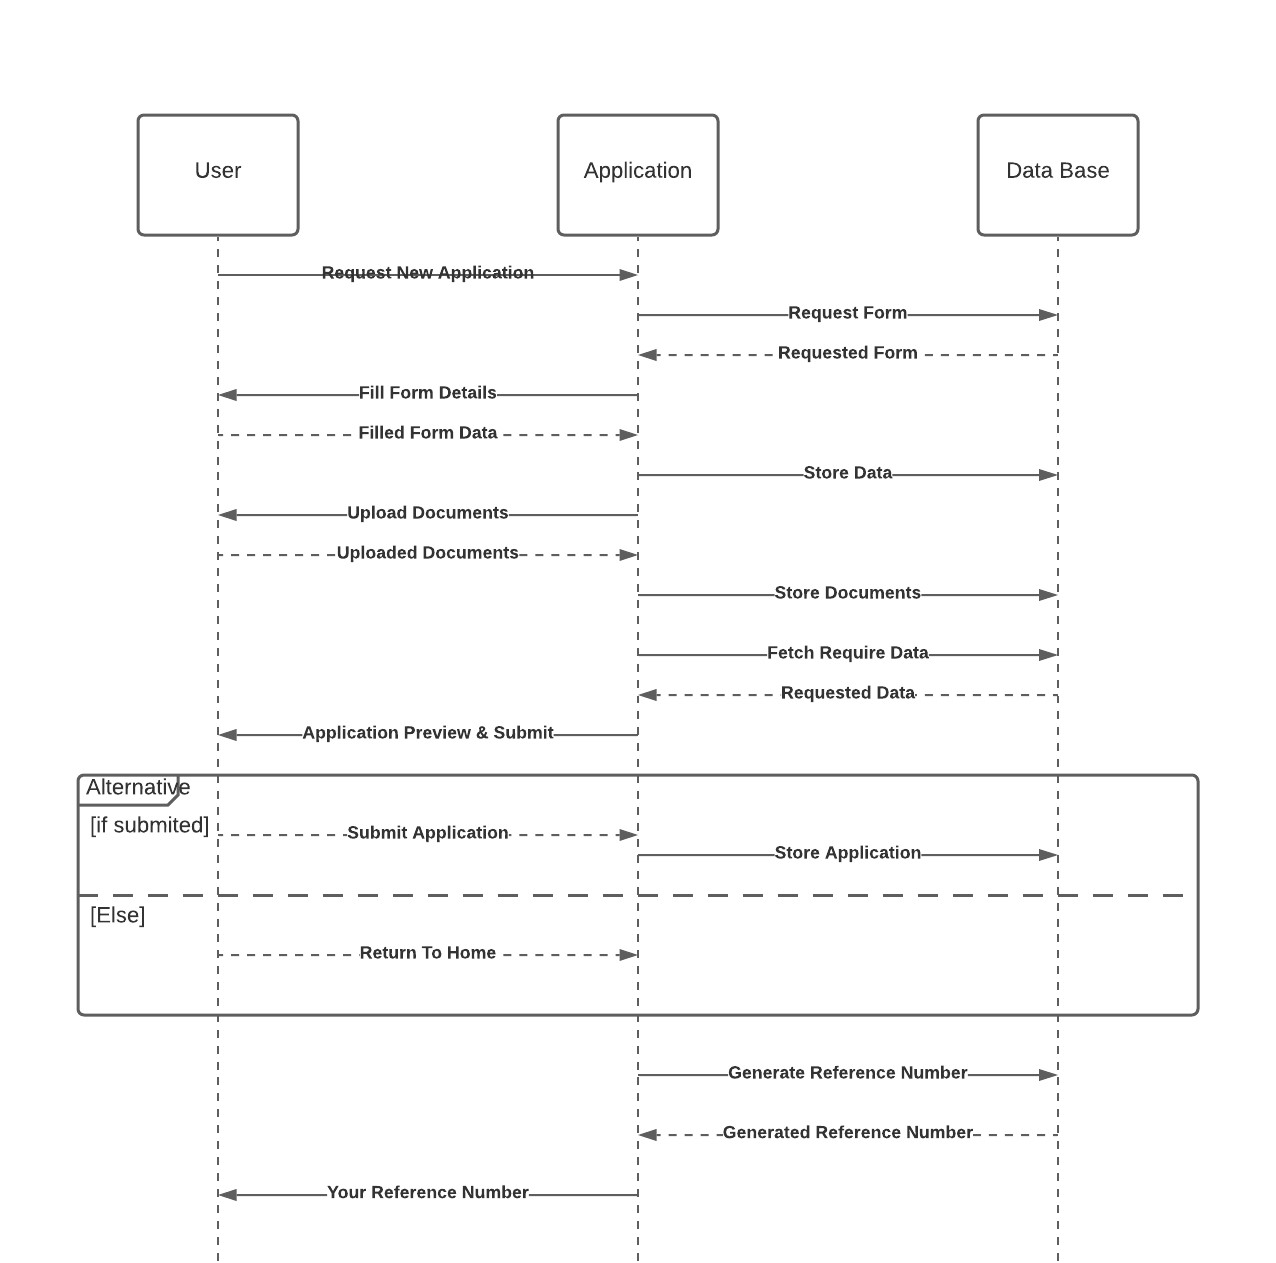 User
Application
Data Base
Request New Application
Request Form
Requested Form
Fill Form Details
Filled Form Data
Store Data
Upload Documents
Uploaded Documents
Store Documents
Fetch Require Data
Requested Data
Application Preview & Submit
Alternative
[if submited]
Submit Application
Store Application
[Else]
Return To Home
Generate Reference Number
Generated Reference Number
Your Reference Number